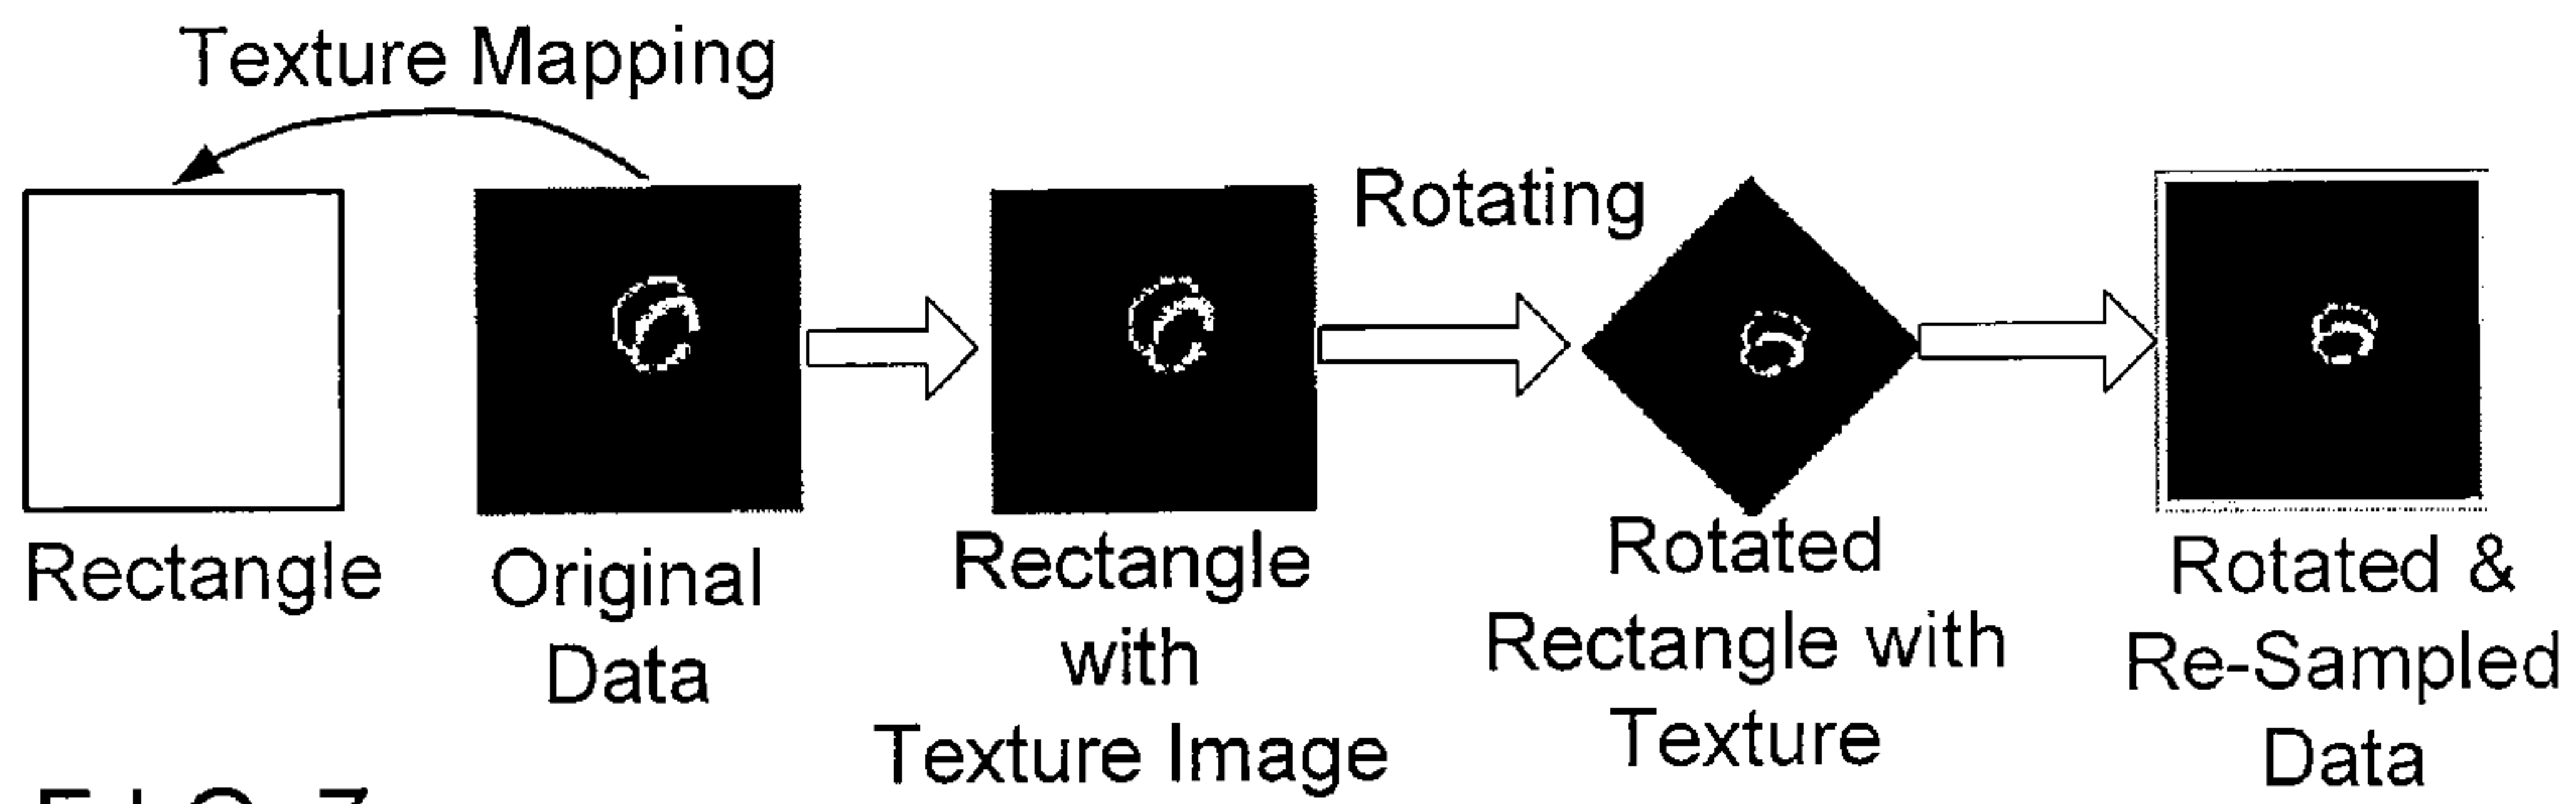 Texture Mapping
Rotating
Rectangle
Original
Data
Rectangle
with
Texture Image
Rotated
Rectangle with
Texture
Rotated &
Re-Sampled
Data